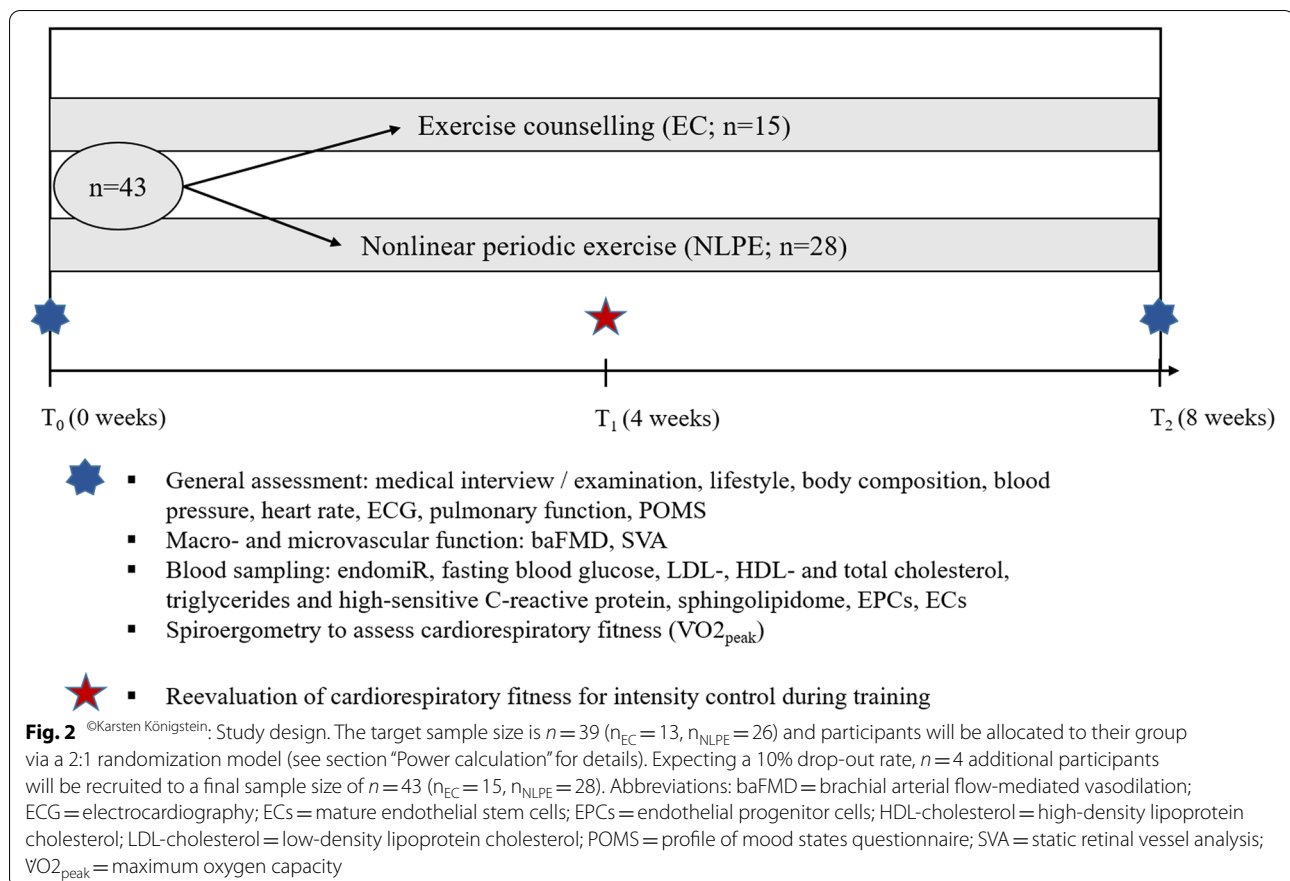 Exercise counselling (EC; n=15)
n=43
Nonlinear periodic exercise (NLPE; n=28)
T₀ (0 weeks)
T₁ (4 weeks)
T₂ (8 weeks)
▪ General assessment: medical interview / examination, lifestyle, body composition, blood
pressure, heart rate, ECG, pulmonary function, POMS
▪ Macro- and microvascular function: baFMD, SVA
▪ Blood sampling: endomiR, fasting blood glucose, LDL-, HDL- and total cholesterol,
triglycerides and high-sensitive C-reactive protein, sphingolipidome, EPCs, ECs
▪ Spiroergometry to assess cardiorespiratory fitness (V̇O2peak)
▪ Reevaluation of cardiorespiratory fitness for intensity control during training
Fig. 2 ©Karsten Königstein: Study design. The target sample size is n = 39 (nEC = 13, nNLPE = 26) and participants will be allocated to their group
via a 2:1 randomization model (see section “Power calculation” for details). Expecting a 10% drop-out rate, n = 4 additional participants
will be recruited to a final sample size of n = 43 (nEC = 15, nNLPE = 28). Abbreviations: baFMD = brachial arterial flow-mediated vasodilation;
ECG = electrocardiography; ECs = mature endothelial stem cells; EPCs = endothelial progenitor cells; HDL-cholesterol = high-density lipoprotein
cholesterol; LDL-cholesterol = low-density lipoprotein cholesterol; POMS = profile of mood states questionnaire; SVA = static retinal vessel analysis;
V̇O2peak = maximum oxygen capacity